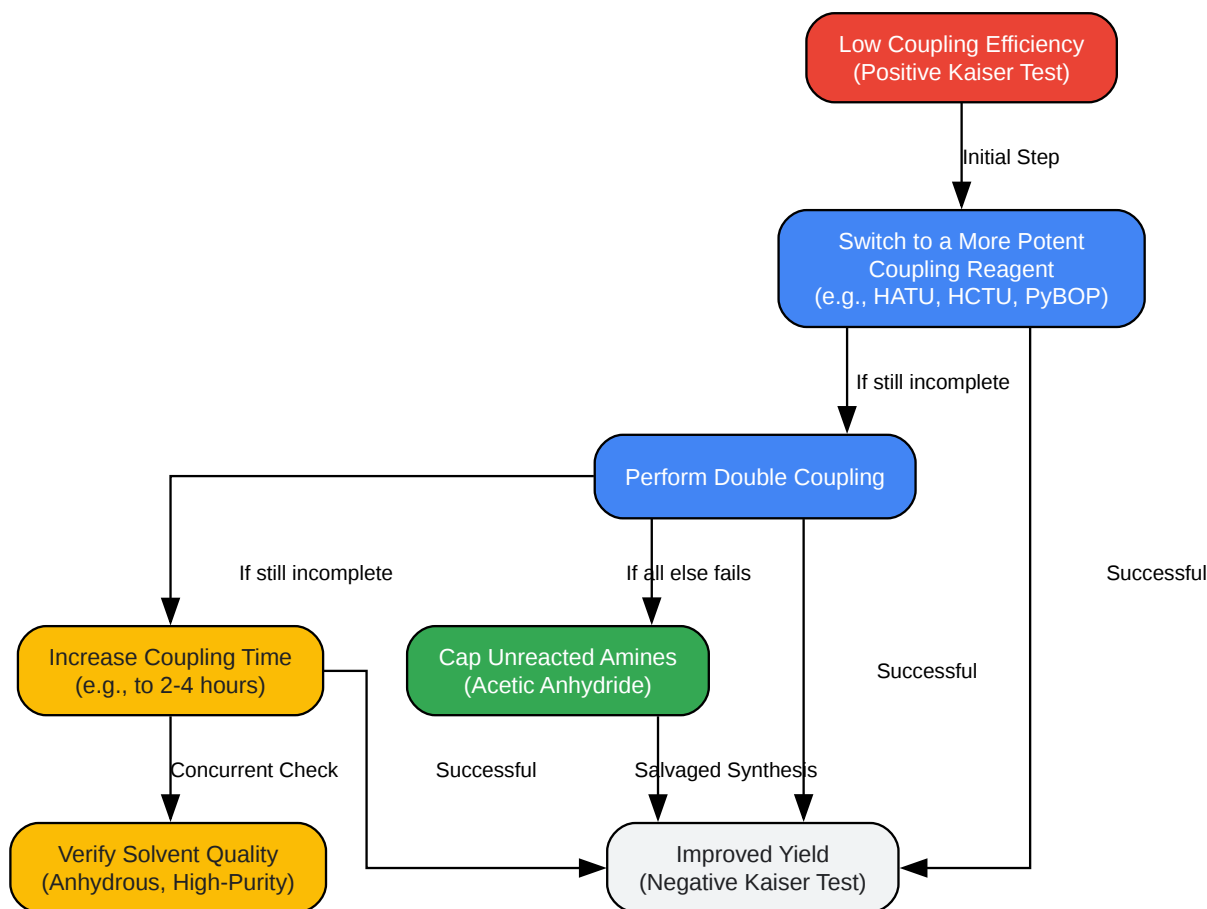 Low Coupling Efficiency
(Positive Kaiser Test)
Initial Step
Switch to a More Potent
Coupling Reagent
(e.g., HATU, HCTU, PyBOP)
If still incomplete
Perform Double Coupling
If still incomplete
If all else fails
Successful
Increase Coupling Time
(e.g., to 2-4 hours)
Cap Unreacted Amines
(Acetic Anhydride)
Successful
Concurrent Check
Successful
Salvaged Synthesis
Verify Solvent Quality
(Anhydrous, High-Purity)
Improved Yield
(Negative Kaiser Test)